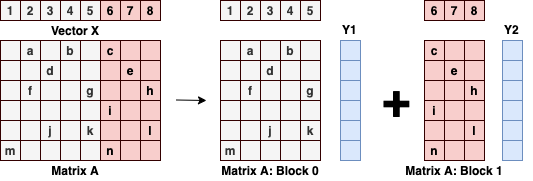 1 2 3 4 5 6 7 8
Vector X
a b c
d e
f g h
i
j k l
m n
Matrix A
1 2 3 4 5
Y1
a b
d
f g
j k
m
Matrix A: Block 0
+
6 7 8
Y2
c
e
h
i
l
n
Matrix A: Block 1